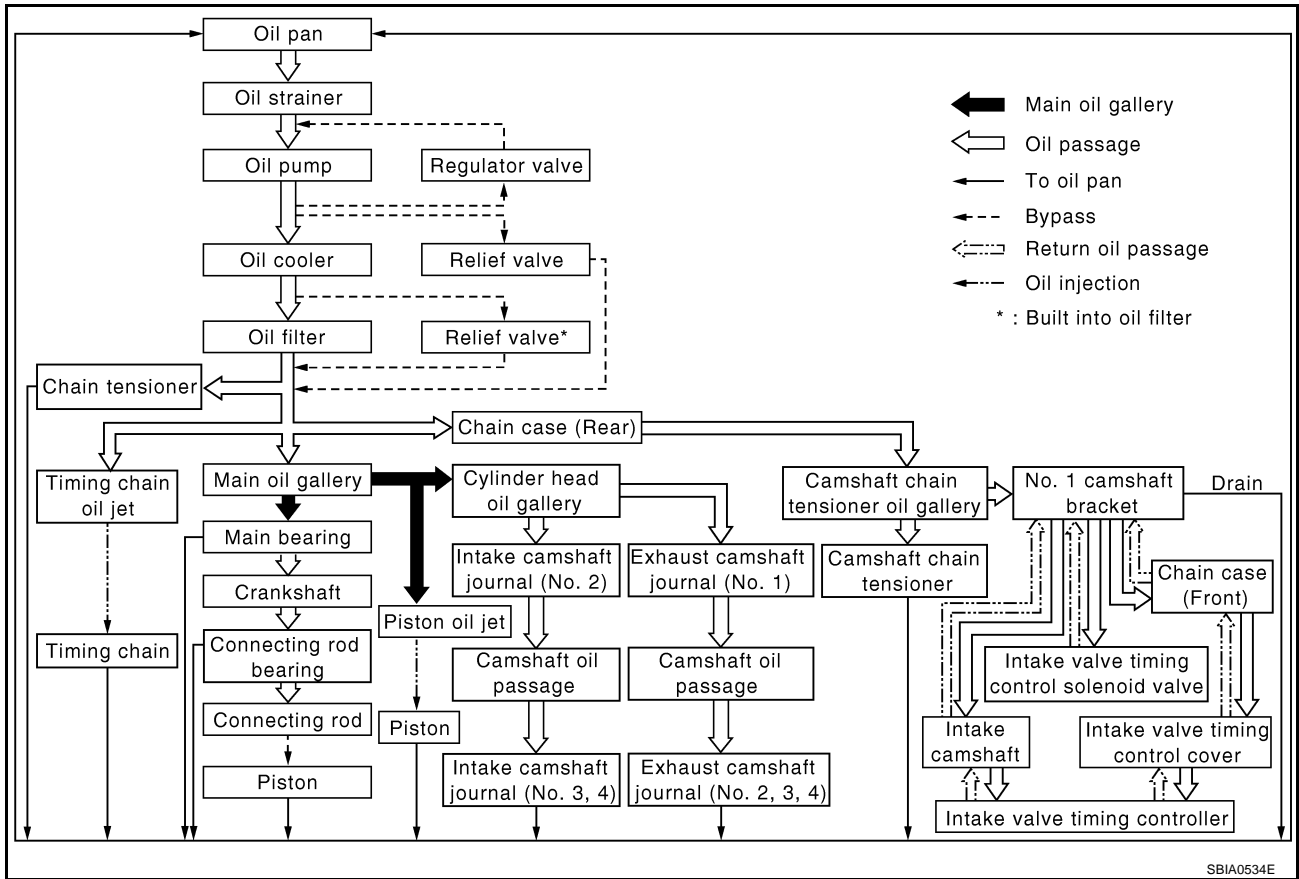 Oil pan
Oil strainer
Oil pump
Regulator valve
Oil cooler
Relief valve
Oil filter
Relief valve*
Main oil gallery
Oil passage
To oil pan
Bypass
Return oil passage
Oil injection
* : Built into oil filter
Chain tensioner
Chain case (Rear)
Timing chain
oil jet
Main oil gallery
Cylinder head
oil gallery
Camshaft chain
tensioner oil gallery
No. 1 camshaft
bracket
Drain
Main bearing
Intake camshaft
journal (No. 2)
Exhaust camshaft
journal (No. 1)
Camshaft chain
tensioner
Chain case
(Front)
Crankshaft
Piston oil jet
Timing chain
Connecting rod
bearing
Camshaft oil
passage
Camshaft oil
passage
Intake valve timing
control solenoid valve
Connecting rod
Piston
Intake
camshaft
Intake valve timing
control cover
Piston
Intake camshaft
journal (No. 3, 4)
Exhaust camshaft
journal (No. 2, 3, 4)
Intake valve timing controller
SBIA0534E